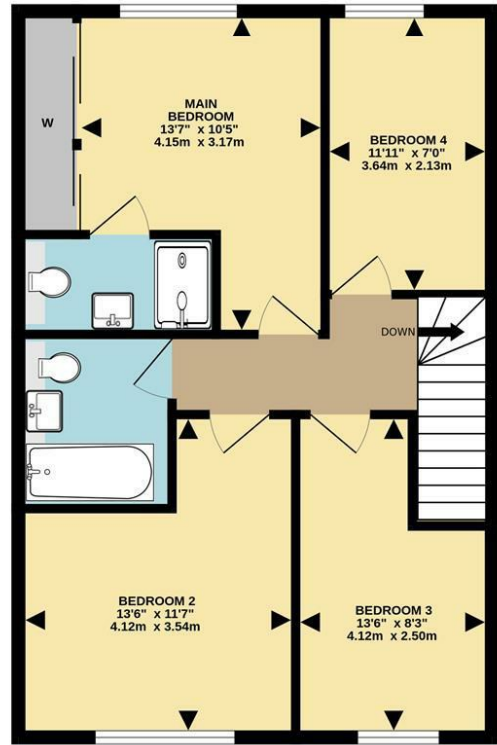 W
MAIN
BEDROOM
13'7" x 10'5"
4.15m x 3.17m
BEDROOM 4
11'11" x 7'0"
3.64m x 2.13m
DOWN
BEDROOM 2
13'6" x 11'7"
4.12m x 3.54m
BEDROOM 3
13'6" x 8'3"
4.12m x 2.50m